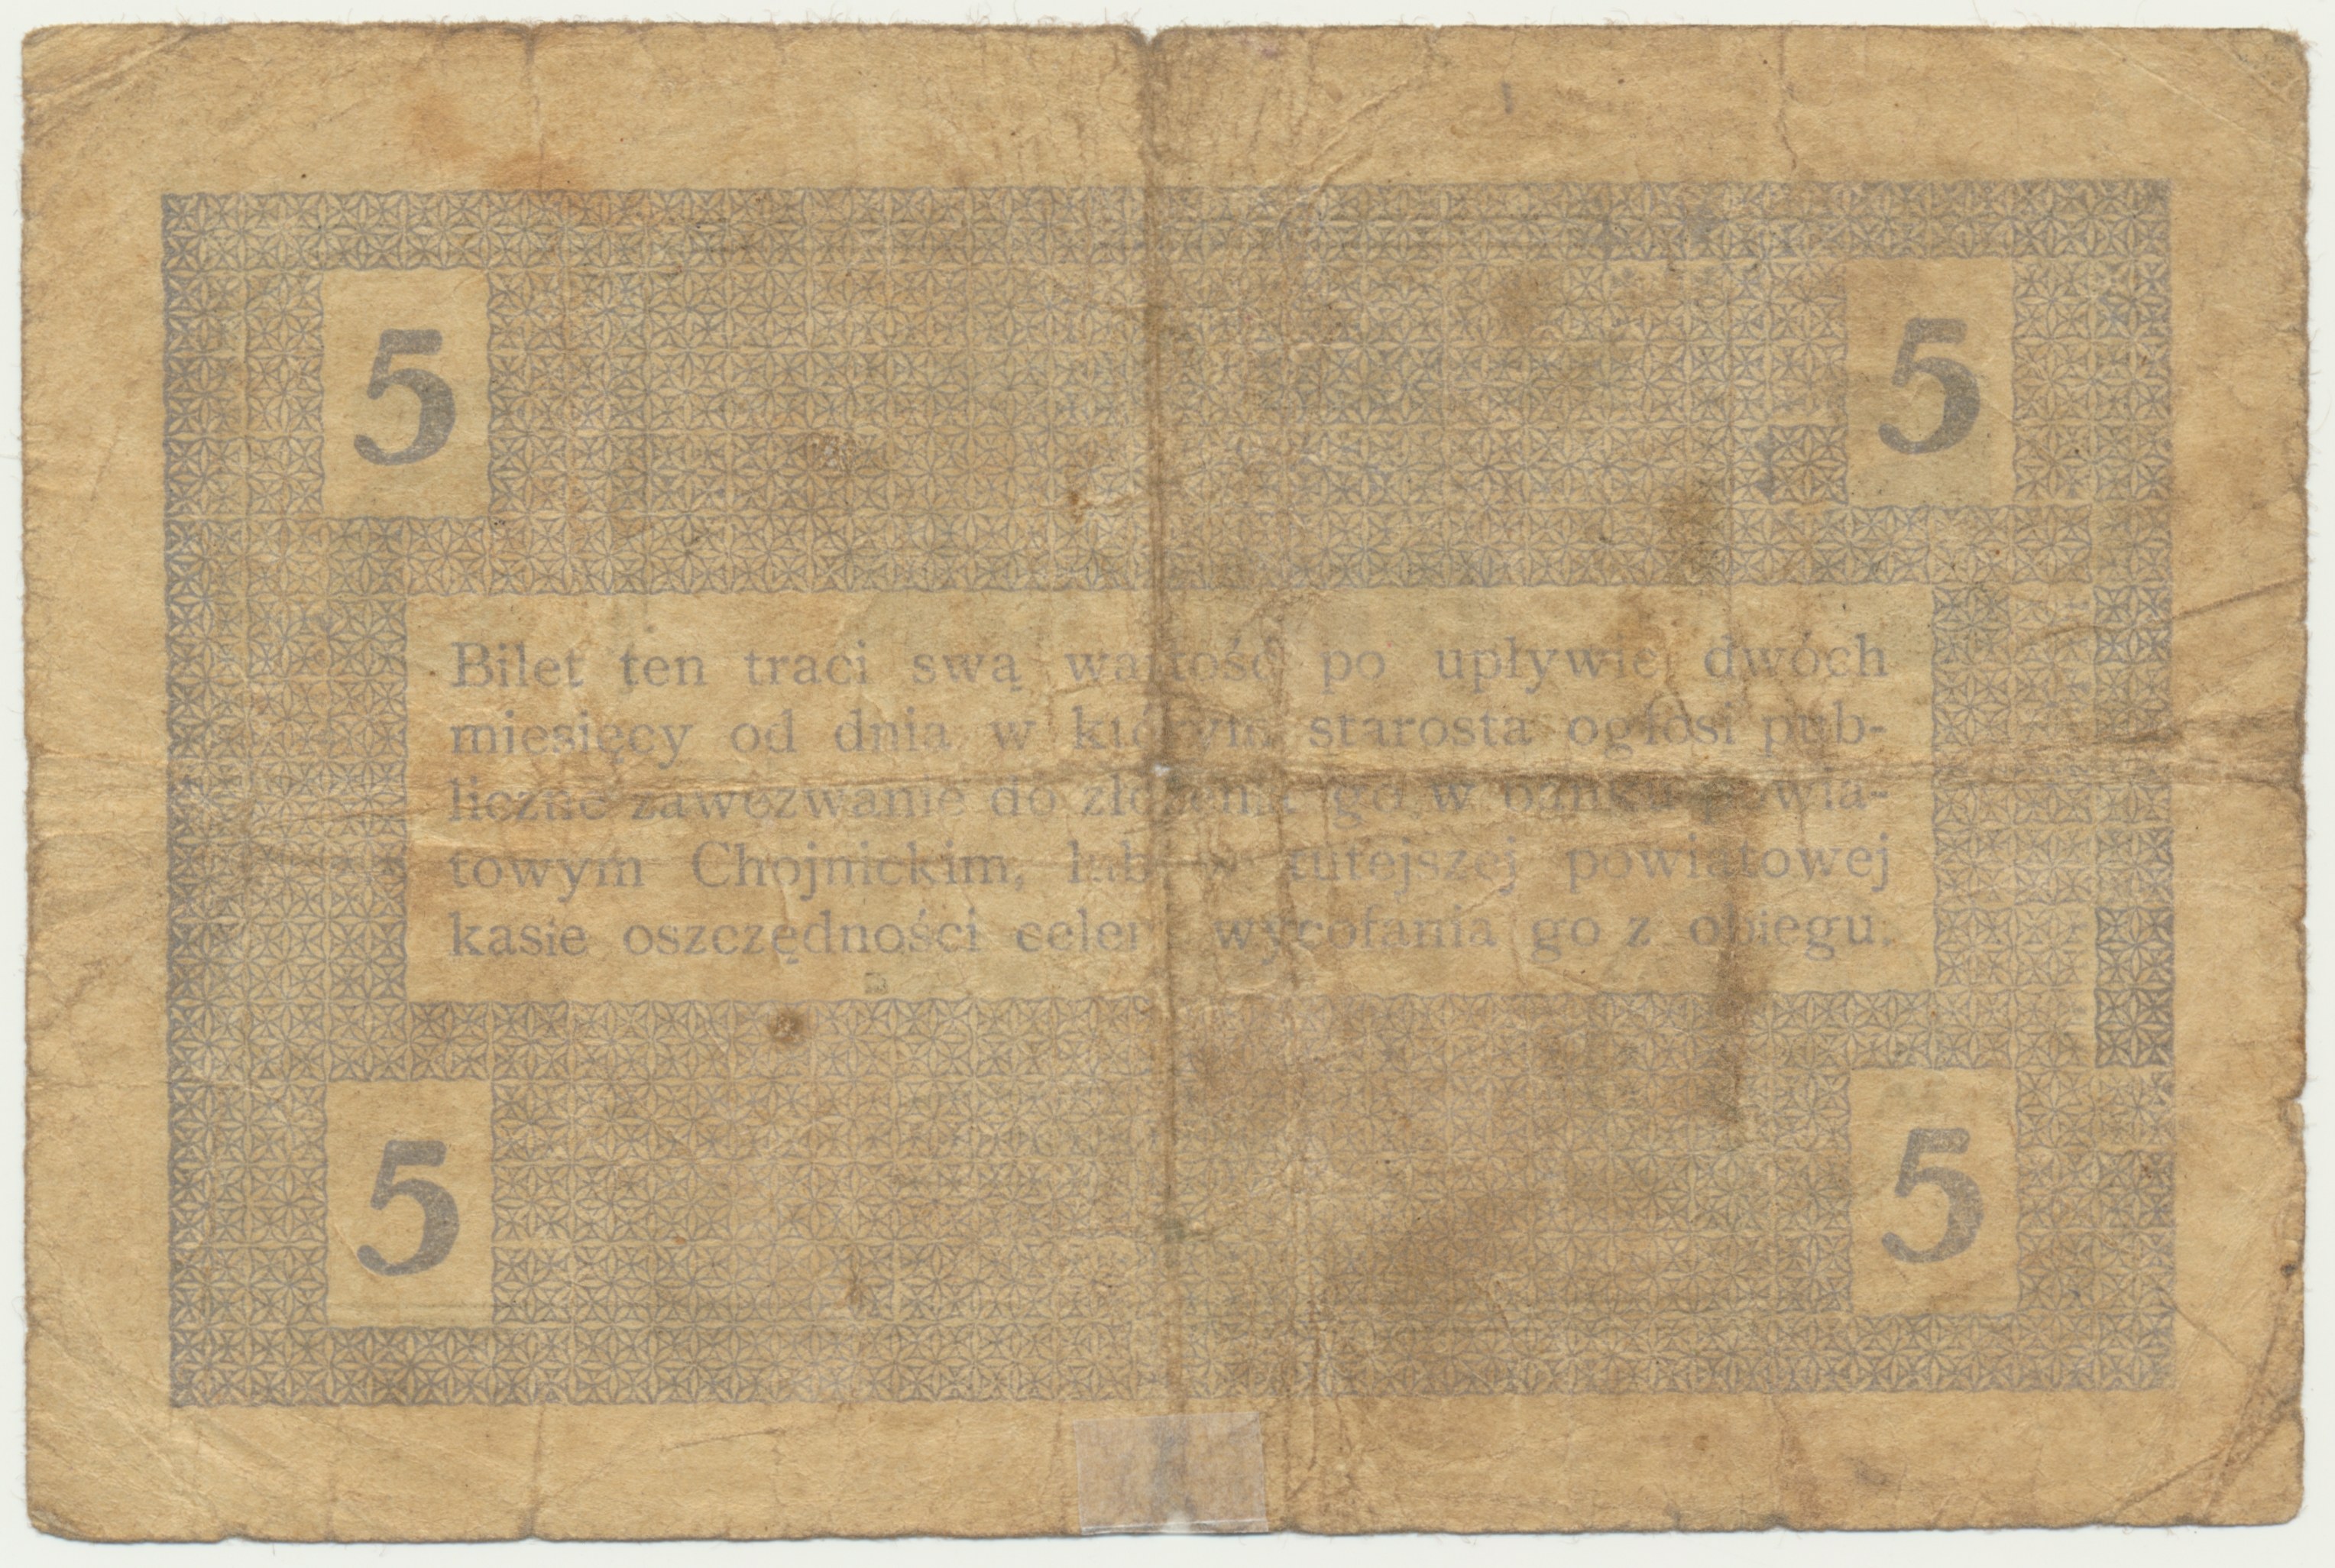 5 5
Bilet ten traci swą wartość po upływie dwóch
miesięcy od dnia w którym starosta ogłosi pub-
liczne zawezwanie do złożenia go w banku powia-
towym Chojnickim, lub w tutejszej powiatowej
kasie oszczędności celem wycofania go z obiegu.
5 5